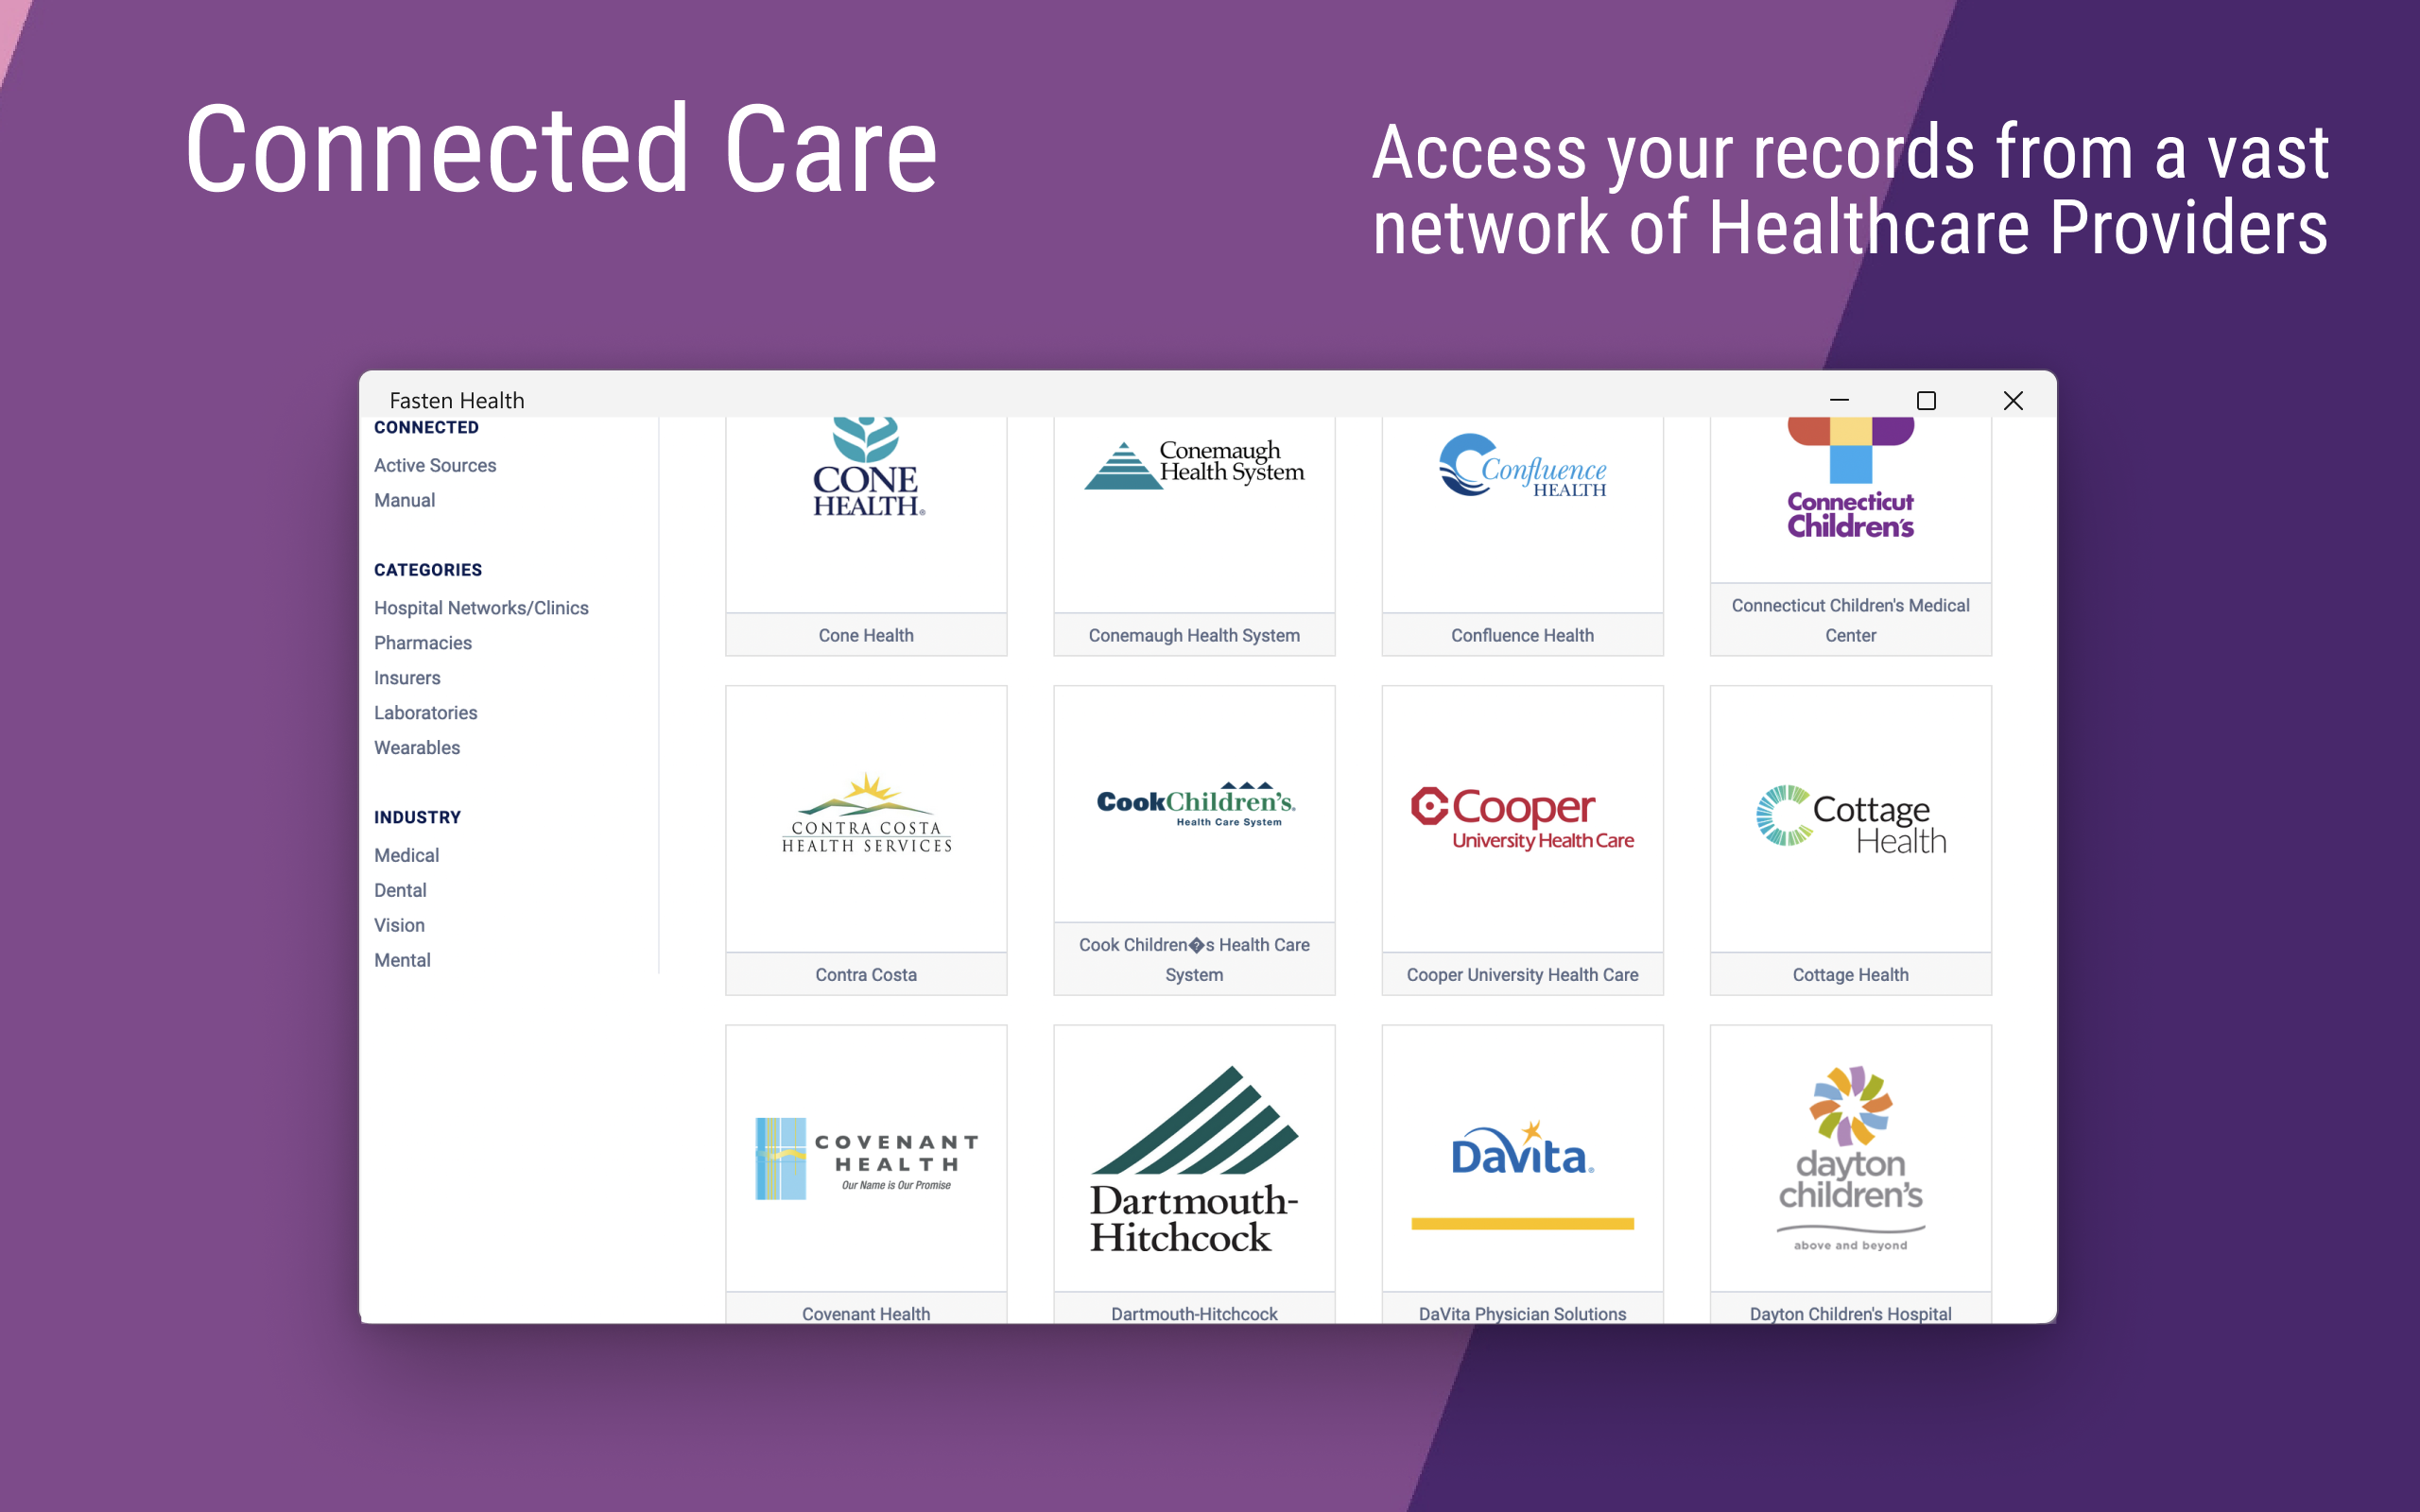 Connected Care
Access your records from a vast
network of Healthcare Providers
Fasten Health
CONNECTED
Active Sources
Manual
CATEGORIES
Hospital Networks/Clinics
Pharmacies
Insurers
Laboratories
Wearables
INDUSTRY
Medical
Dental
Vision
Mental
CONE
HEALTH®
Cone Health
Conemaugh
Health System
Conemaugh Health System
Confluence
HEALTH
Confluence Health
Connecticut
Children's
Connecticut Children's Medical
Center
CONTRA COSTA
HEALTH SERVICES
Contra Costa
CookChildren's®
Health Care System
Cook Children�s Health Care
System
Cooper
University Health Care
Cooper University Health Care
Cottage
Health
Cottage Health
COVENANT
HEALTH
Our Name is Our Promise
Covenant Health
Dartmouth-
Hitchcock
Dartmouth-Hitchcock
DaVita®
DaVita Physician Solutions
dayton
children's
above and beyond
Dayton Children's Hospital